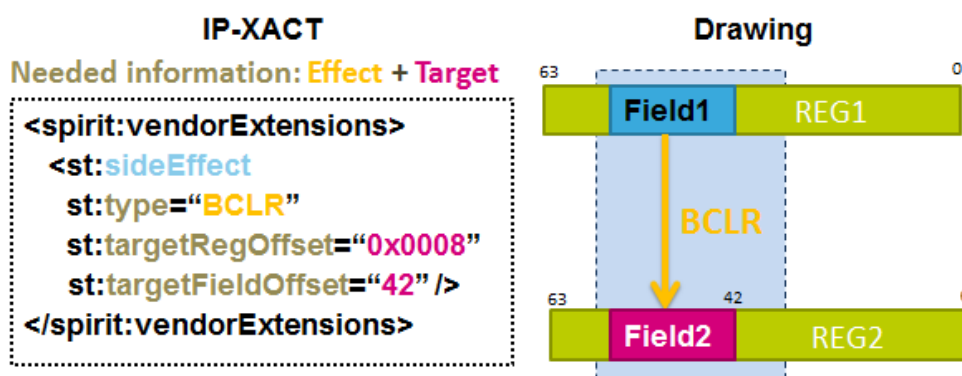 IP-XACT
Needed information: Effect + Target
<spirit:vendorExtensions>
<st:sideEffect
st:type=“BCLR”
st:targetRegOffset=“0x0008”
st:targetFieldOffset=“42” />
</spirit:vendorExtensions>
Drawing
63 0
Field1 REG1
BCLR
63 42
Field2 REG2